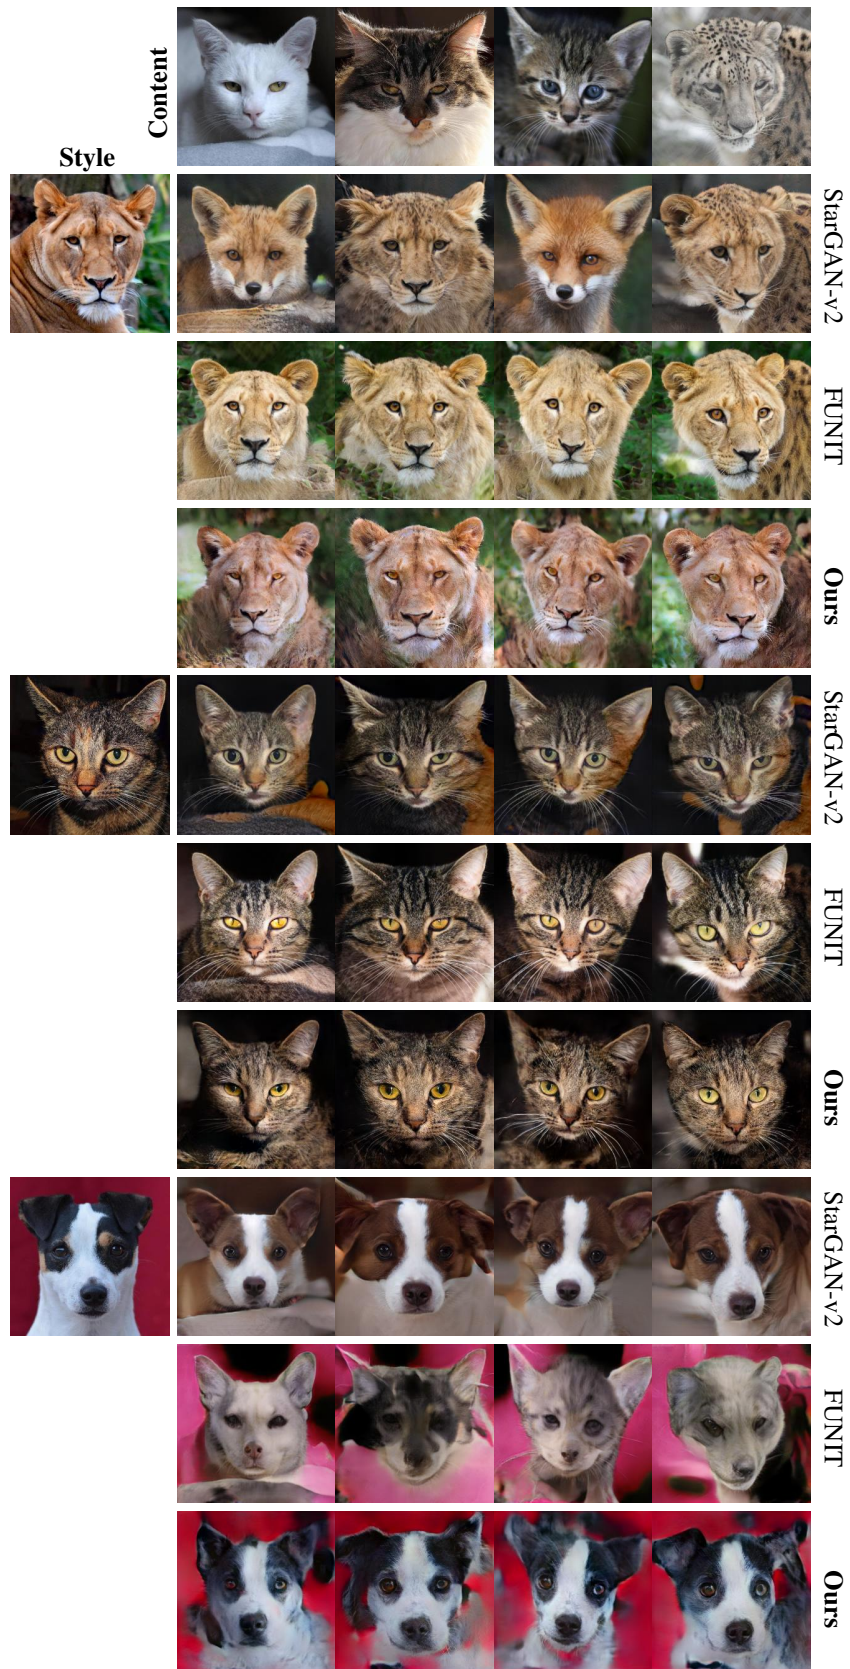 Content
Style
StarGAN-v2
FUNIT
Ours
StarGAN-v2
FUNIT
Ours
StarGAN-v2
FUNIT
Ours